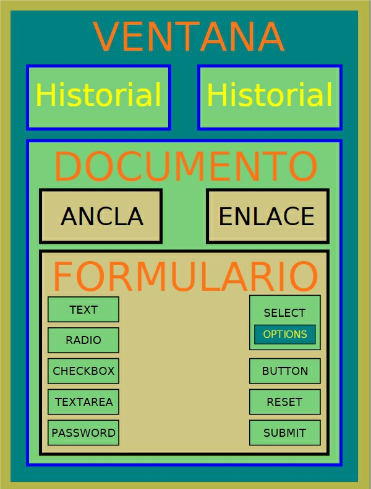 VENTANA
Historial Historial
DOCUMENTO
ANCLA ENLACE
FORMULARIO
TEXT
RADIO
CHECKBOX
TEXTAREA
PASSWORD
SELECT
OPTIONS
BUTTON
RESET
SUBMIT